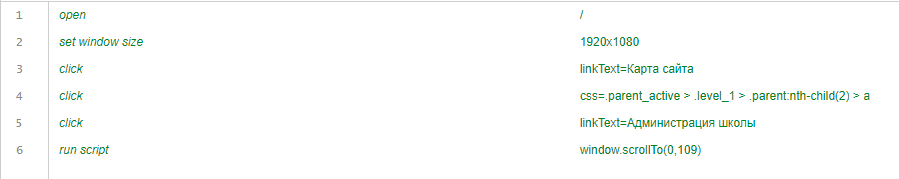 1 open /
2 set window size 1920x1080
3 click linkText=Карта сайта
4 click css=.parent_active > .level_1 > .parent:nth-child(2) > a
5 click linkText=Администрация школы
6 run script window.scrollTo(0,109)